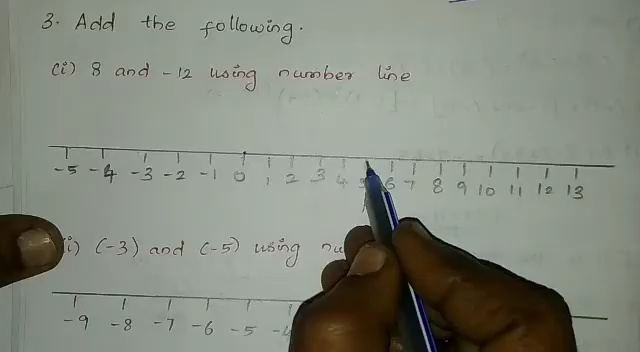 3. Add the following.
(i) 8 and -12 using number line
-5 -4 -3 -2 -1 0 1 2 3 4 5 6 7 8 9 10 11 12 13
(-3) and (-5) using
-9 -8 -7 -6 -5